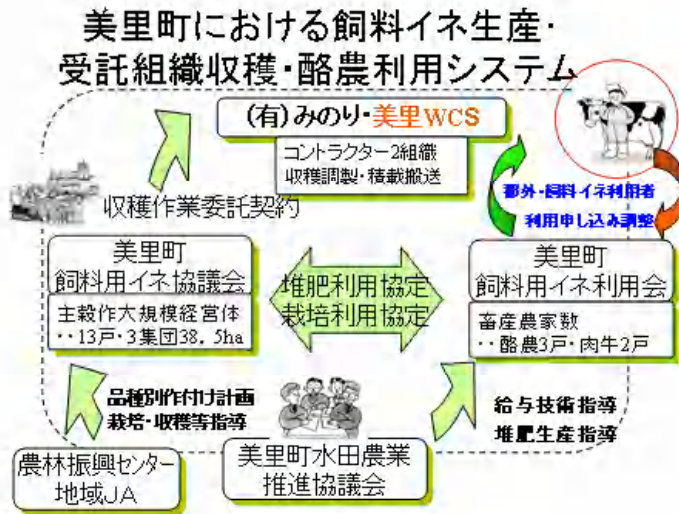 美里町における飼料イネ生産・
受託組織収穫・酪農利用システム
(有)みのり・美里WCS
コントラクター2組織
収穫調製・積載搬送
収穫作業委託契約
郡外・飼料イネ利用者
利用申し込み調整
美里町
飼料用イネ協議会
主穀作大規模経営体
・・13戸・3集団38.5ha
堆肥利用協定
栽培利用協定
美里町
飼料用イネ利用会
畜産農家数
・・酪農3戸・肉牛2戸
品種別作付け計画
栽培・収穫等指導
給与技術指導
堆肥生産指導
農林振興センター
地域JA
美里町水田農業
推進協議会